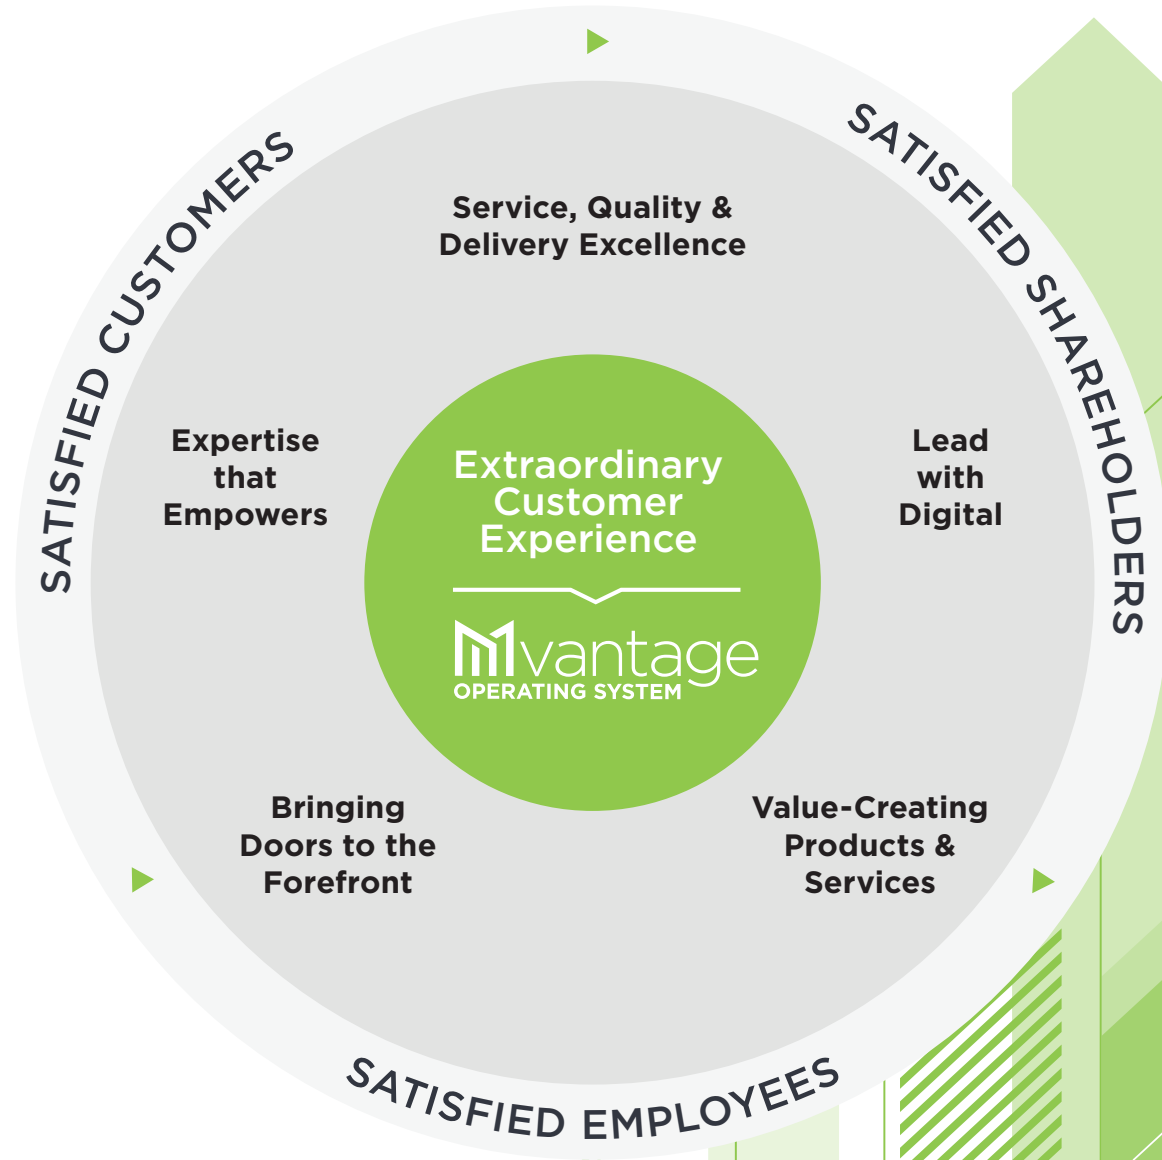 SATISFIED CUSTOMERS
SATISFIED SHAREHOLDERS
Service, Quality &
Delivery Excellence
Expertise
that
Empowers
Lead
with
Digital
Extraordinary
Customer
Experience
Mvantage
OPERATING SYSTEM
Bringing
Doors to the
Forefront
Value-Creating
Products &
Services
SATISFIED EMPLOYEES